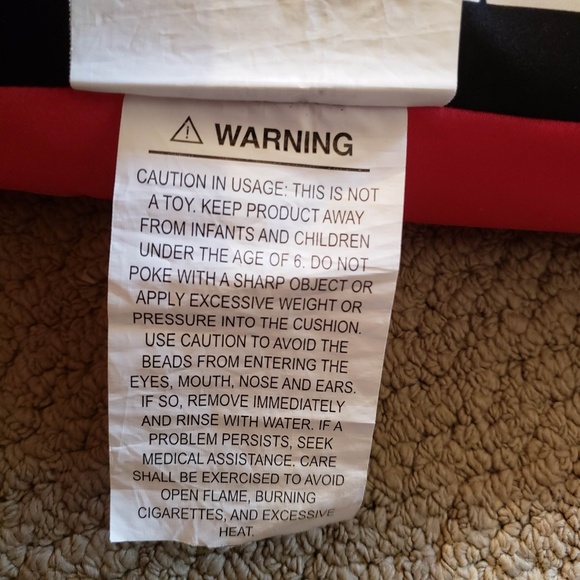 WARNING
CAUTION IN USAGE: THIS IS NOT
A TOY. KEEP PRODUCT AWAY
FROM INFANTS AND CHILDREN
UNDER THE AGE OF 6. DO NOT
POKE WITH A SHARP OBJECT OR
APPLY EXCESSIVE WEIGHT OR
PRESSURE INTO THE CUSHION.
USE CAUTION TO AVOID THE
BEADS FROM ENTERING THE
EYES, MOUTH, NOSE AND EARS.
IF SO, REMOVE IMMEDIATELY
AND RINSE WITH WATER. IF A
PROBLEM PERSISTS, SEEK
MEDICAL ASSISTANCE. CARE
SHALL BE EXERCISED TO AVOID
OPEN FLAME, BURNING
CIGARETTES, AND EXCESSIVE
HEAT.